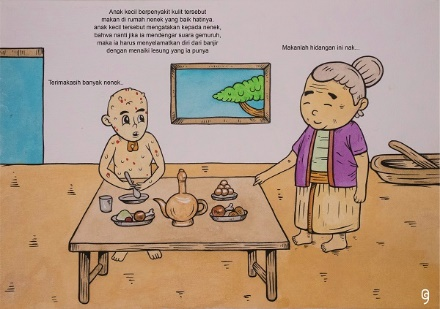 Anak kecil berpenyakit kulit tersebut
makan di rumah nenek yang baik hatinya,
anak kecil tersebut mengatakan kepada nenek,
bahwa nanti jika ia mendengar suara gemuruh,
maka ia harus menyelamatkan diri dari banjir
dengan menaiki lesung yang ia punya
Makanlah hidangan ini nak...
Terimakasih banyak nenek..